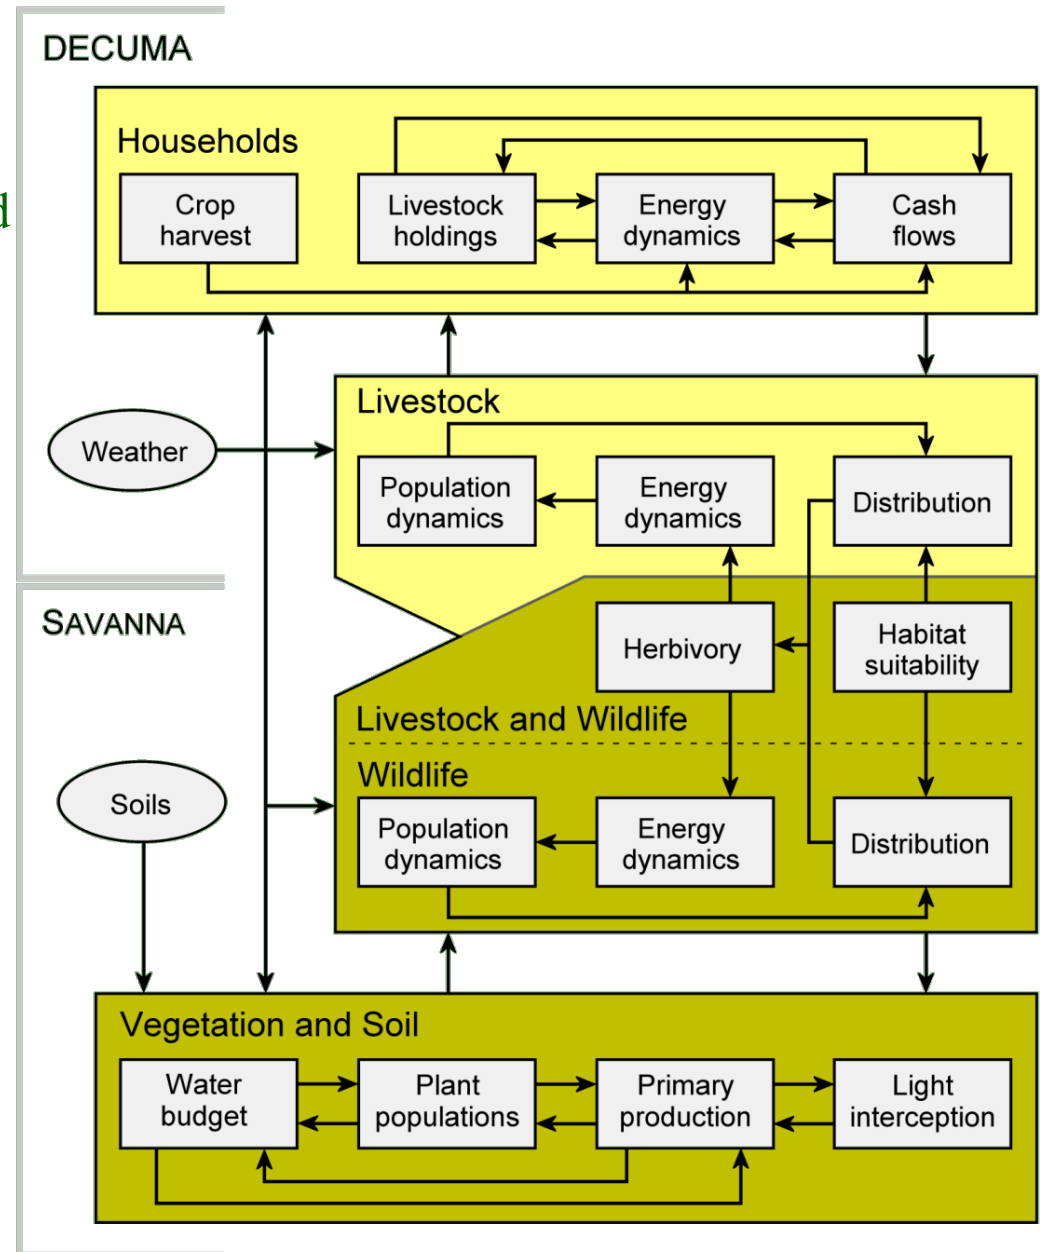 DECUMA
Households
Crop
harvest
Livestock
holdings
Energy
dynamics
Cash
flows
Weather
Livestock
Population
dynamics
Energy
dynamics
Distribution
SAVANNA
Herbivory
Habitat
suitability
Livestock and Wildlife
Wildlife
Soils
Population
dynamics
Energy
dynamics
Distribution
Vegetation and Soil
Water
budget
Plant
populations
Primary
production
Light
interception